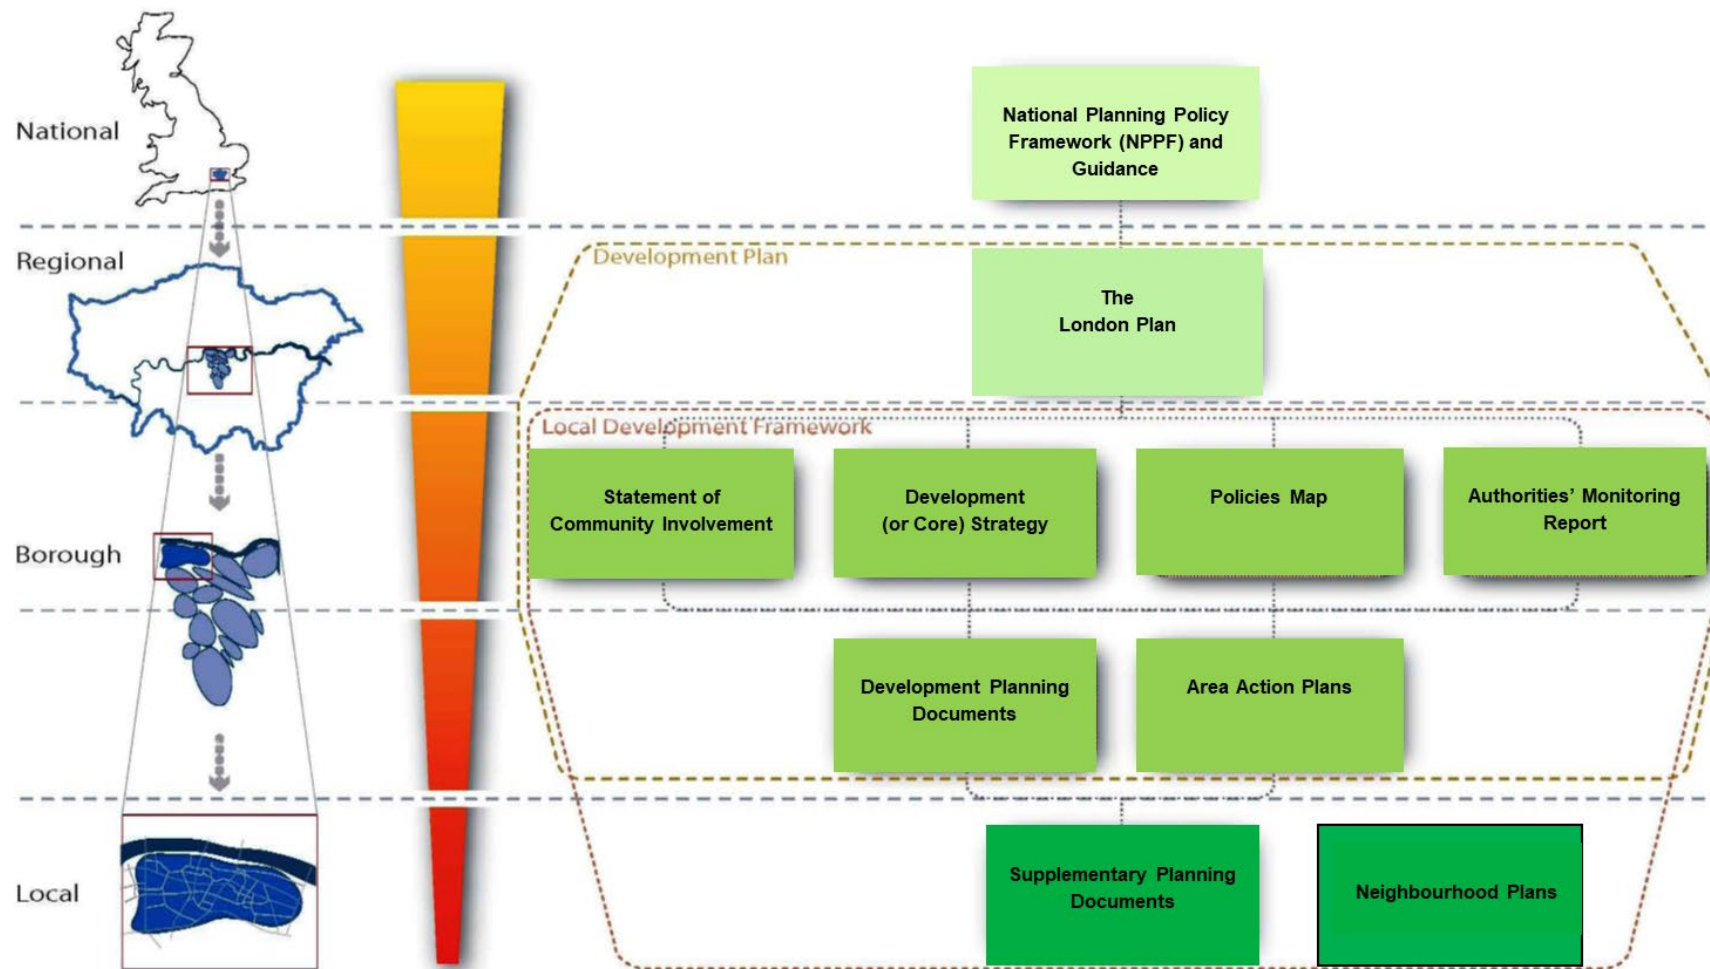 National
National Planning Policy
Framework (NPPF) and
Guidance
Regional
Development Plan
The
London Plan
Local Development Framework
Statement of
Community Involvement
Development
(or Core) Strategy
Policies Map
Authorities’ Monitoring
Report
Borough
Development Planning
Documents
Area Action Plans
Local
Supplementary Planning
Documents
Neighbourhood Plans